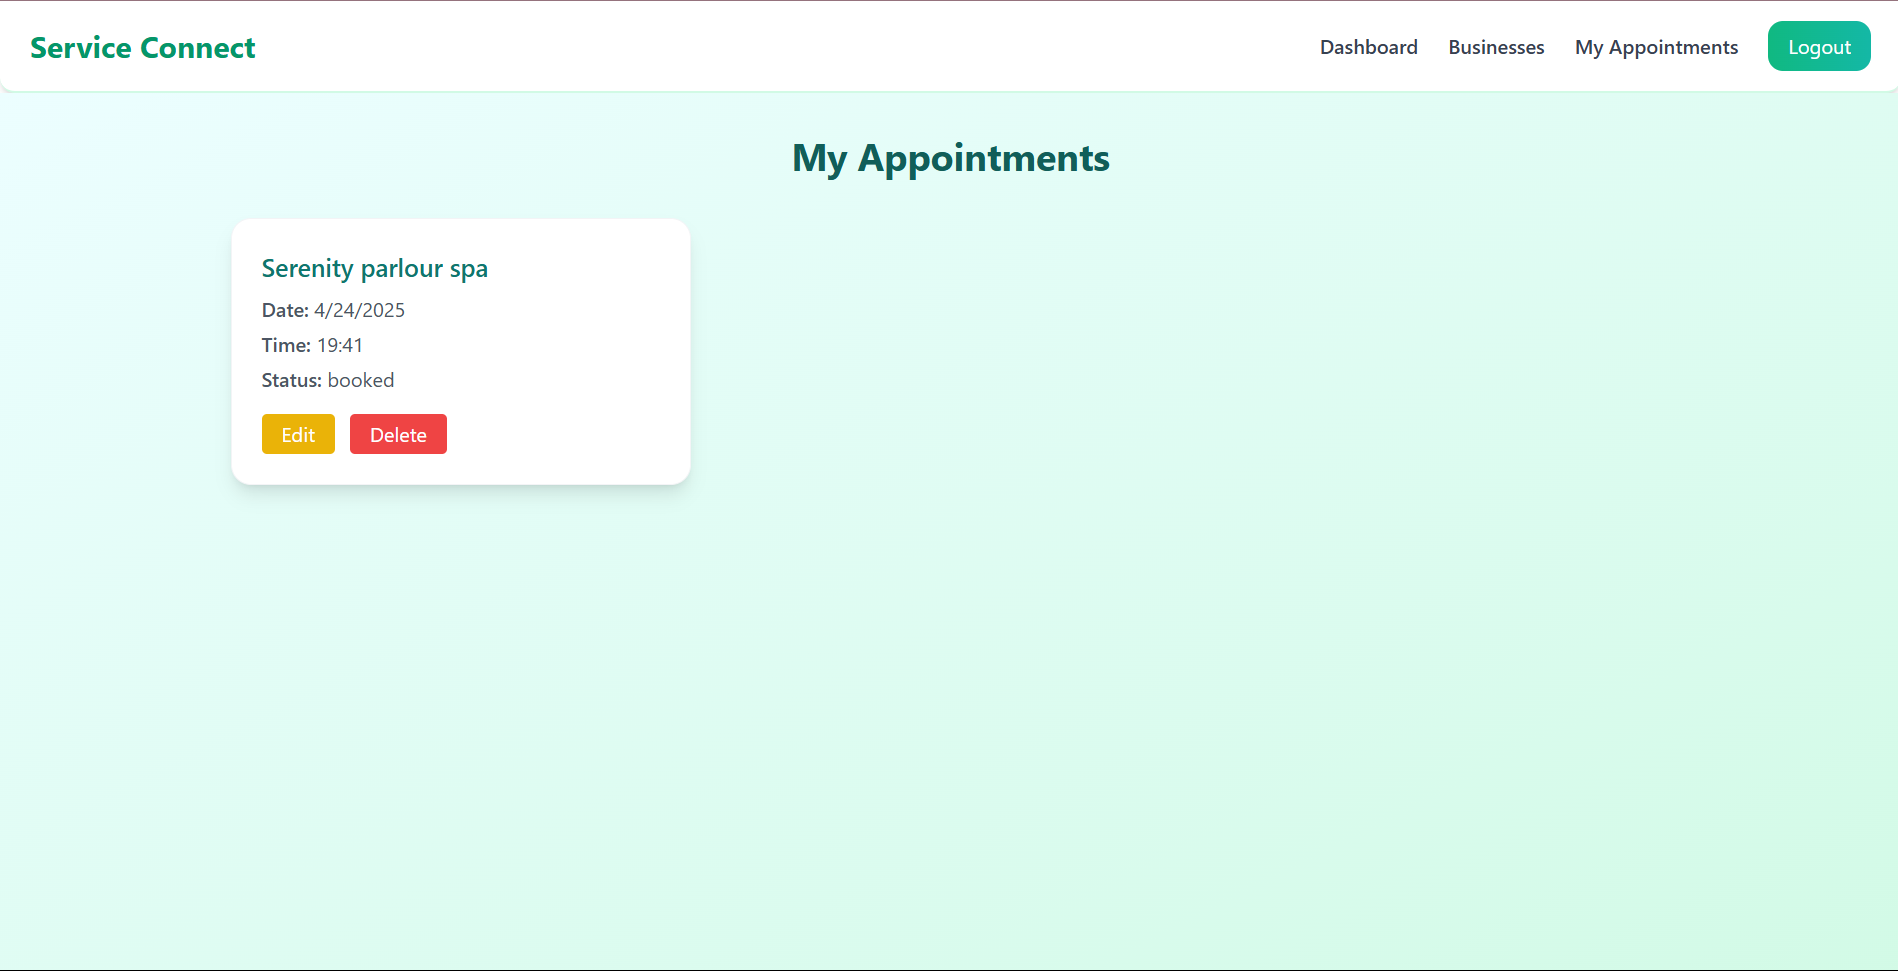 Service Connect
Dashboard Businesses My Appointments Logout
My Appointments
Serenity parlour spa
Date: 4/24/2025
Time: 19:41
Status: booked
Edit Delete